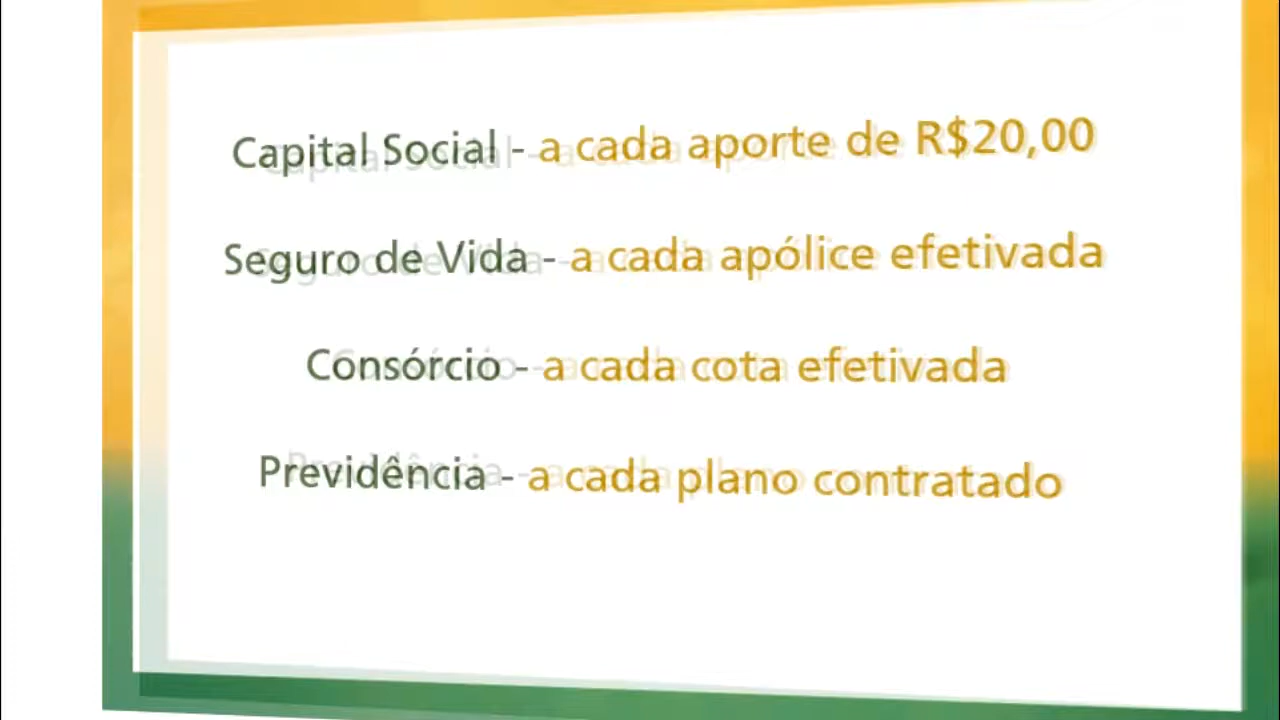 Capital Social - a cada aporte de R$20,00
Seguro de Vida - a cada apólice efetivada
Consórcio - a cada cota efetivada
Previdência - a cada plano contratado